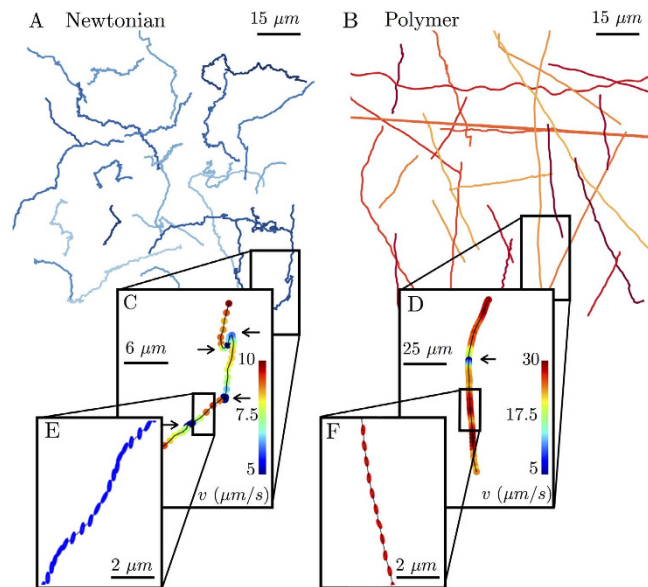 A Newtonian 15 μm
B Polymer 15 μm
C
6 μm
10
7.5
5
v (μm/s)
D
25 μm
30
17.5
5
v (μm/s)
E
2 μm
F
2 μm